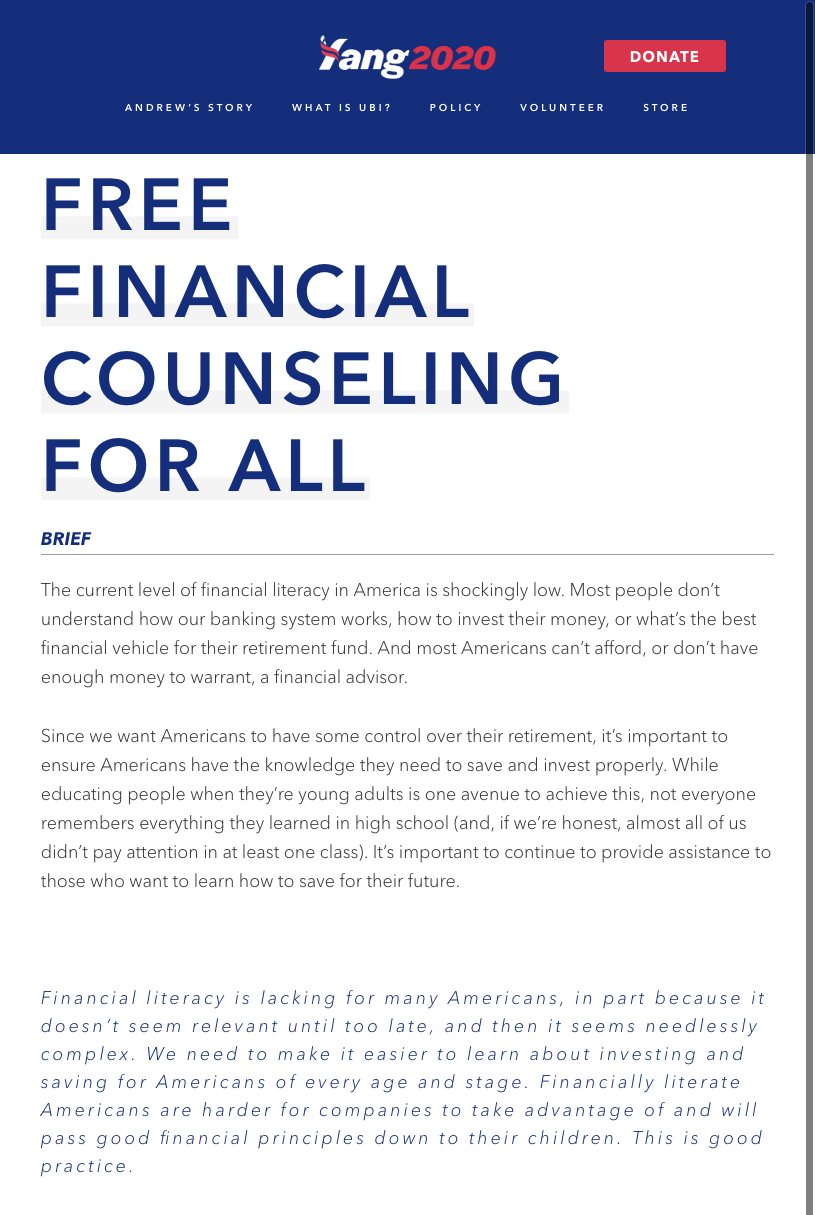 Yang2020
DONATE
ANDREW’S STORY WHAT IS UBI? POLICY VOLUNTEER STORE
FREE
FINANCIAL
COUNSELING
FOR ALL
BRIEF
The current level of financial literacy in America is shockingly low. Most people don’t
understand how our banking system works, how to invest their money, or what’s the best
financial vehicle for their retirement fund. And most Americans can’t afford, or don’t have
enough money to warrant, a financial advisor.
Since we want Americans to have some control over their retirement, it’s important to
ensure Americans have the knowledge they need to save and invest properly. While
educating people when they’re young adults is one avenue to achieve this, not everyone
remembers everything they learned in high school (and, if we’re honest, almost all of us
didn’t pay attention in at least one class). It’s important to continue to provide assistance to
those who want to learn how to save for their future.
Financial literacy is lacking for many Americans, in part because it
doesn’t seem relevant until too late, and then it seems needlessly
complex. We need to make it easier to learn about investing and
saving for Americans of every age and stage. Financially literate
Americans are harder for companies to take advantage of and will
pass good financial principles down to their children. This is good
practice.